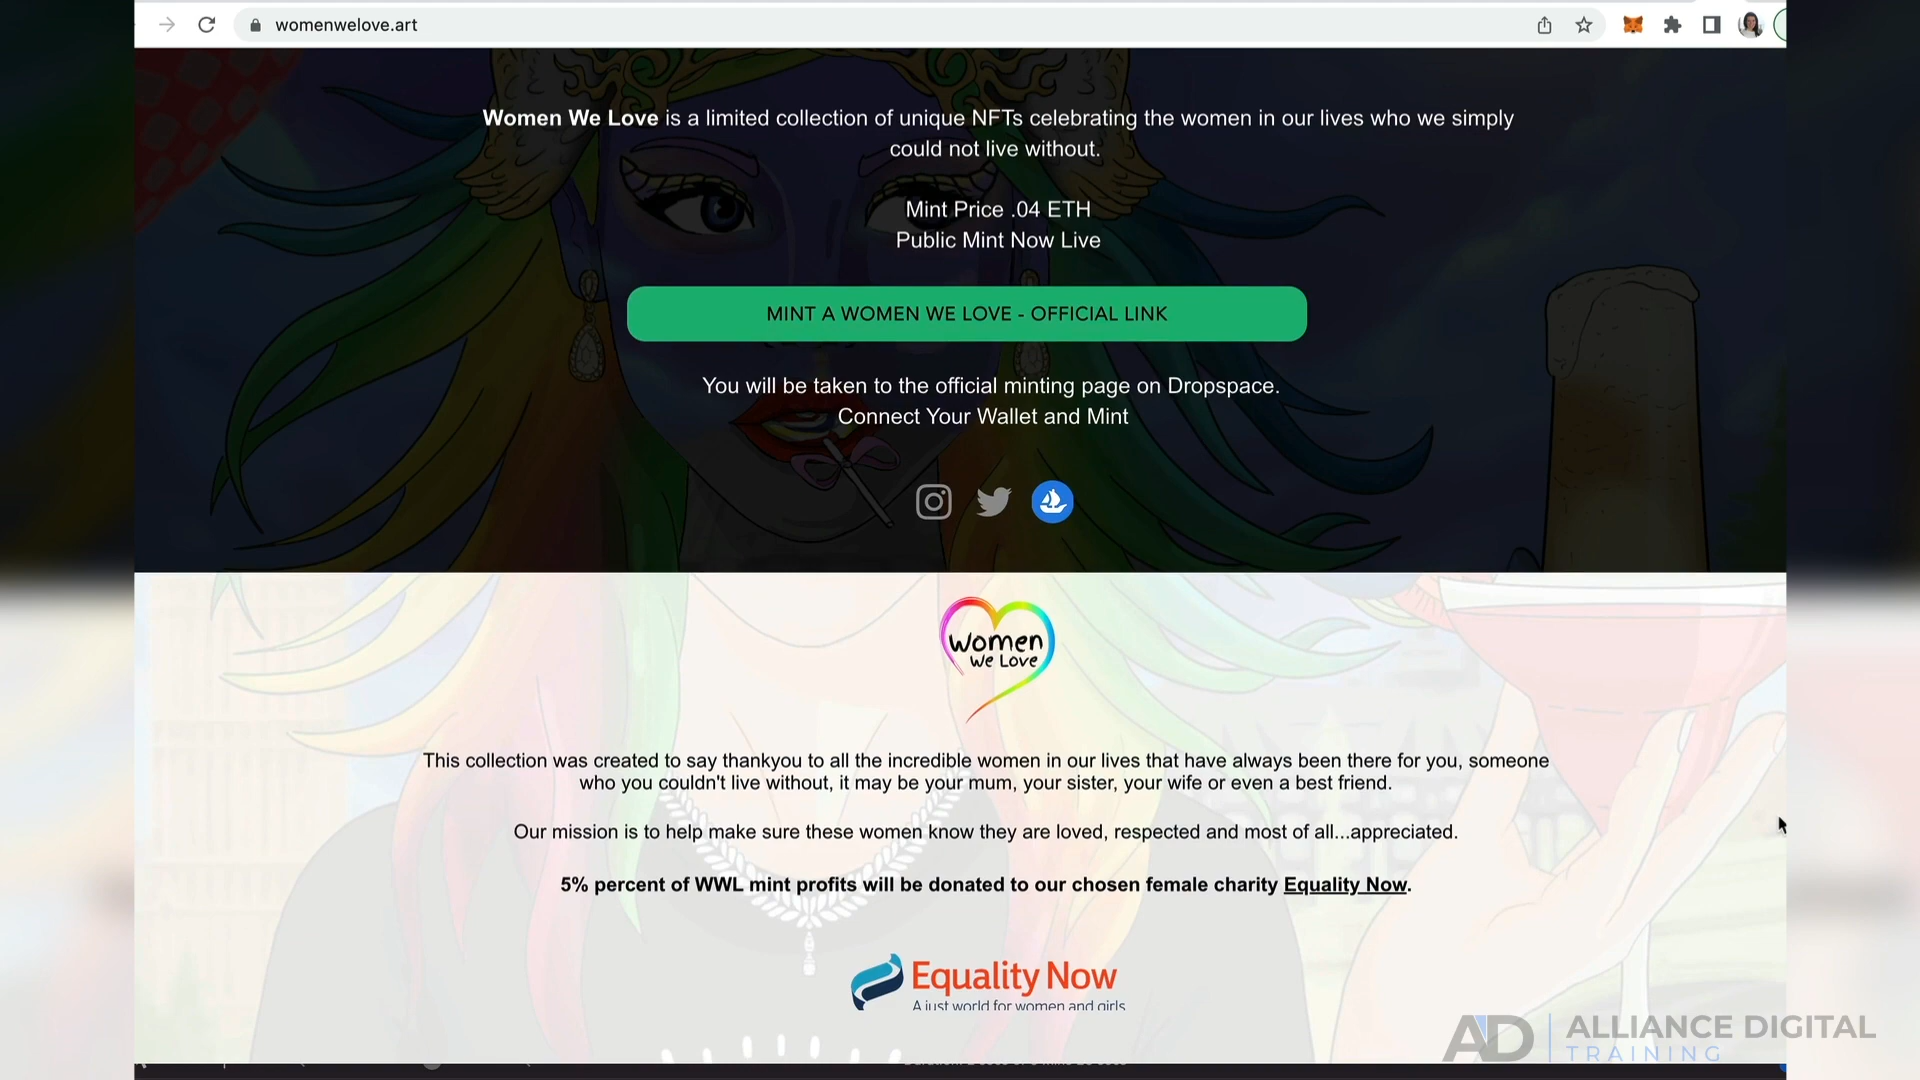 womenwelove.art
Women We Love is a limited collection of unique NFTs celebrating the women in our lives who we simply
could not live without.
Mint Price .04 ETH
Public Mint Now Live
MINT A WOMEN WE LOVE - OFFICIAL LINK
You will be taken to the official minting page on Dropspace.
Connect Your Wallet and Mint
Women
We Love
This collection was created to say thankyou to all the incredible women in our lives that have always been there for you, someone
who you couldn't live without, it may be your mum, your sister, your wife or even a best friend.
Our mission is to help make sure these women know they are loved, respected and most of all...appreciated.
5% percent of WWL mint profits will be donated to our chosen female charity Equality Now.
Equality Now
A just world for women and girls
AD ALLIANCE DIGITAL
TRAINING